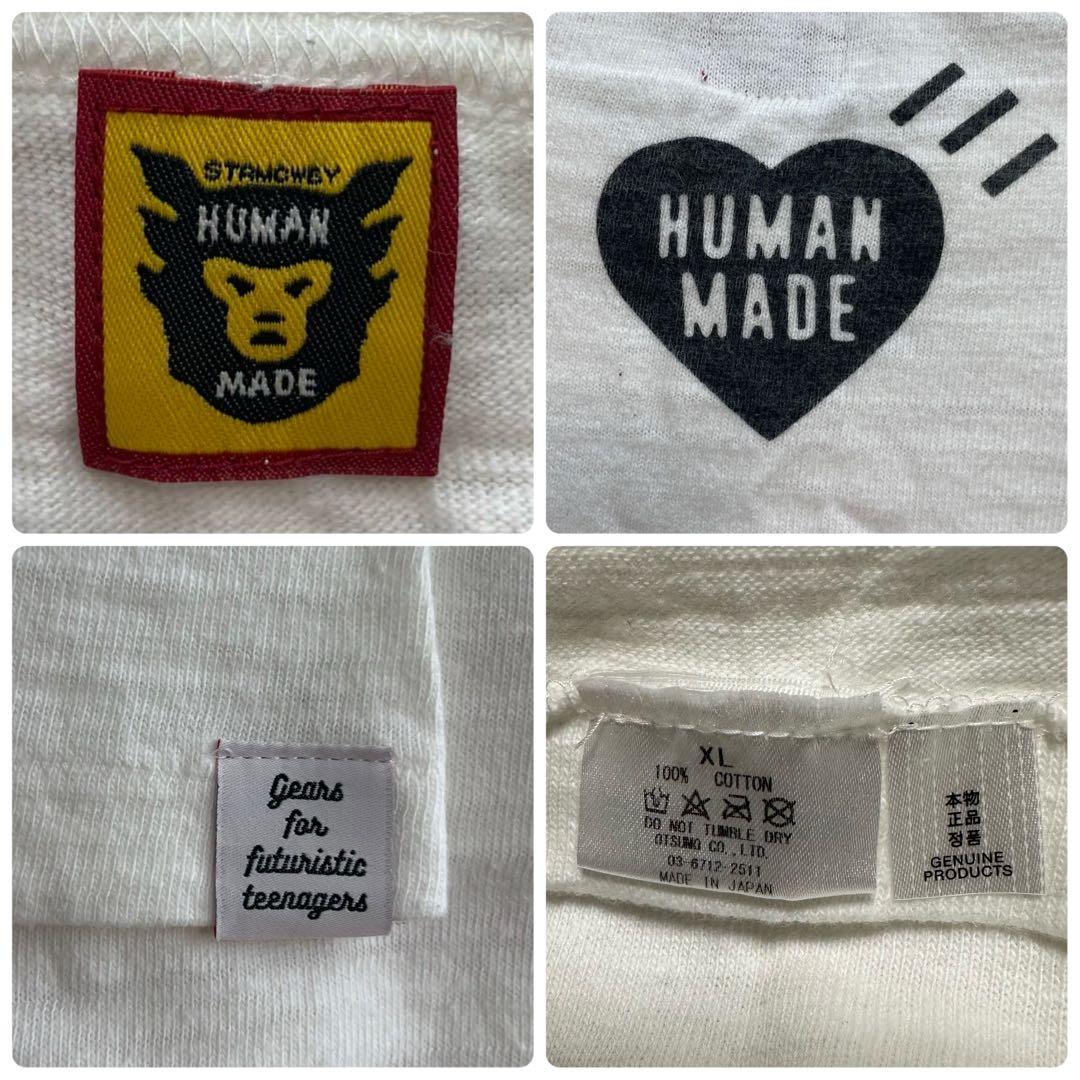 STRMCWBY
HUMAN
MADE
HUMAN
MADE
Gears
for
futuristic
teenagers
XL
100% COTTON
DO NOT TUMBLE DRY
OTSUMO CO.,LTD.
03-6712-2511
MADE IN JAPAN
本物
正品
정품
GENUINE
PRODUCTS